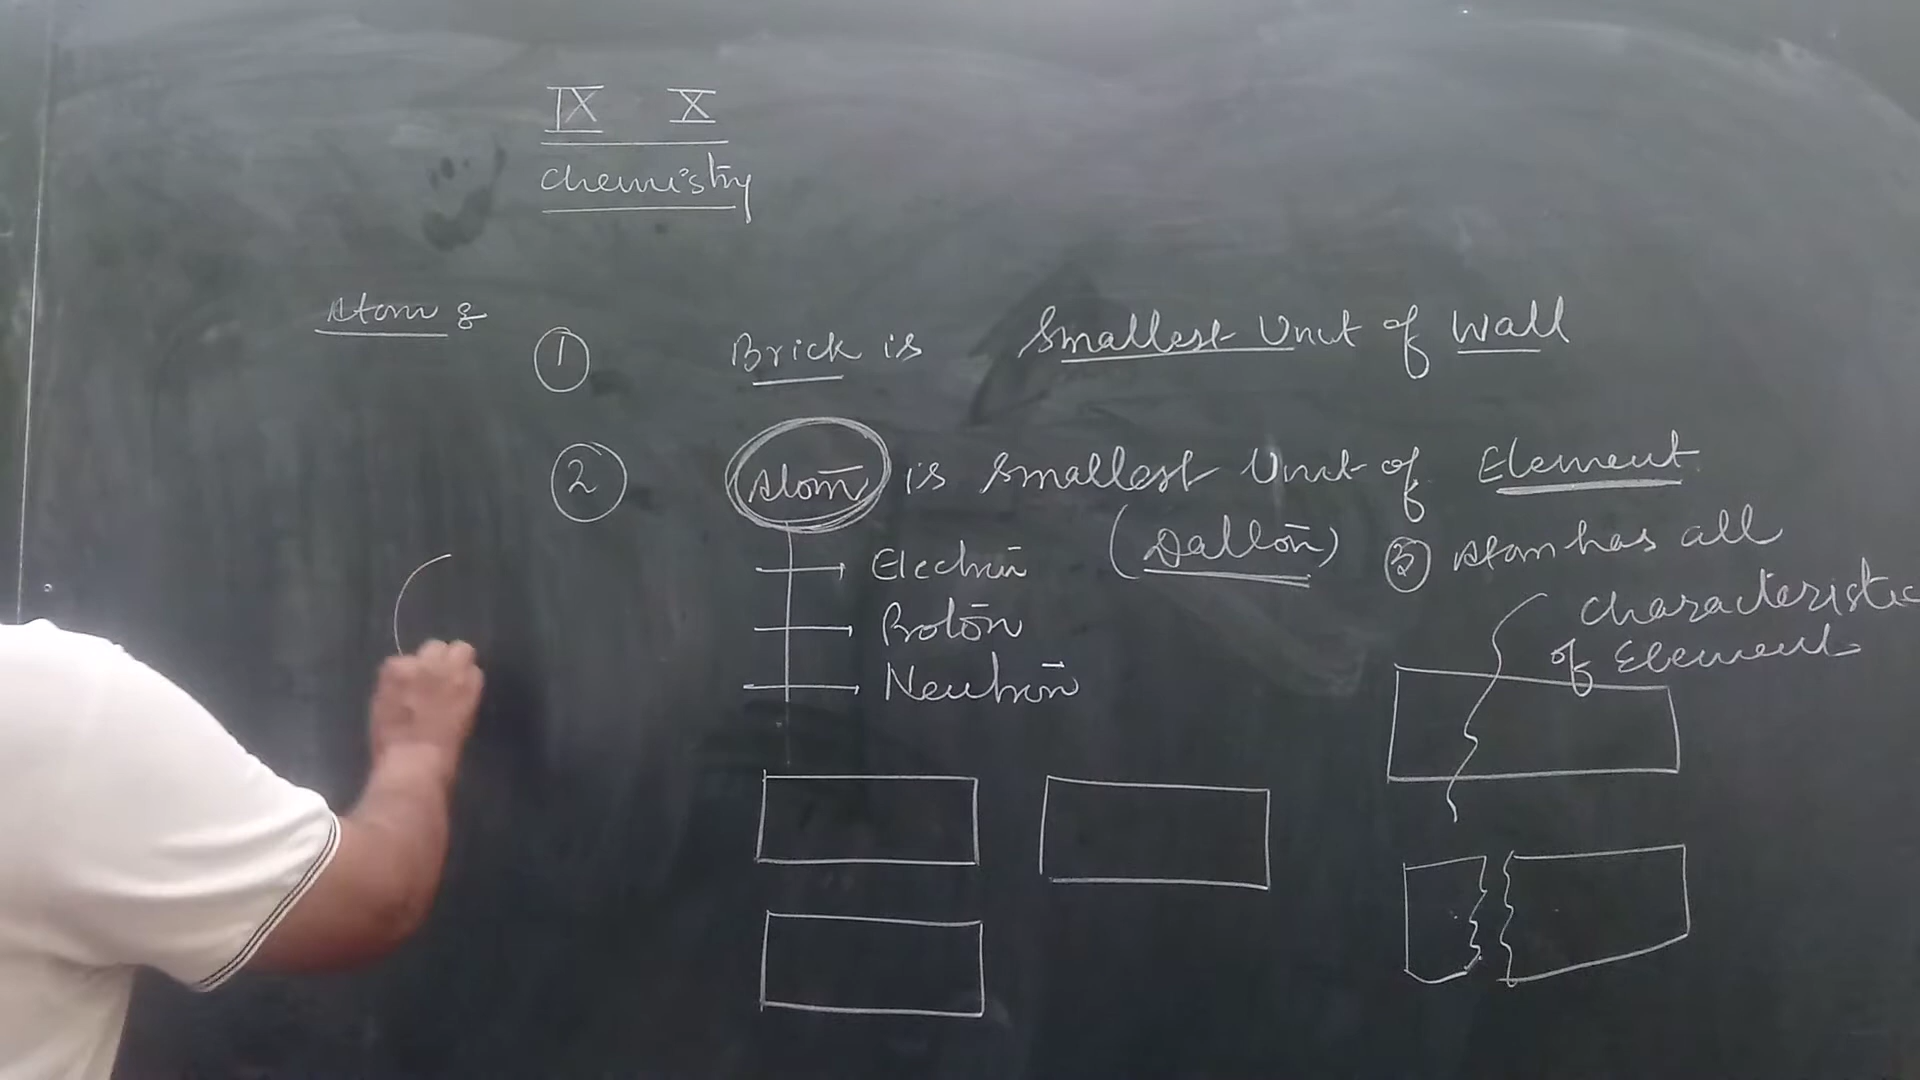 IX X
Chemistry
Atom :
① Brick is Smallest Unit of Wall
② Atom is Smallest Unit of Element
(Dalton)
Electron
Proton
Neutron
③ Atom has all
Characteristic
of Element